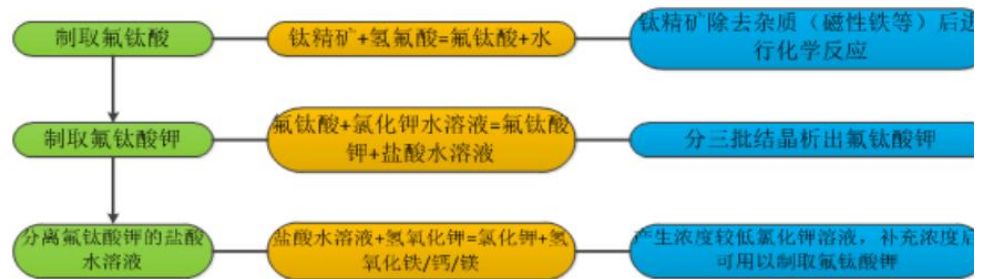 制取氟钛酸
钛精矿+氢氟酸=氟钛酸+水
钛精矿除去杂质（磁性铁等）后进
行化学反应
制取氟钛酸钾
氟钛酸+氯化钾水溶液=氟钛酸
钾+盐酸水溶液
分三批结晶析出氟钛酸钾
分离氟钛酸钾的盐酸
水溶液
盐酸水溶液+氢氧化钾=氯化钾+氢
氧化铁/钙/镁
产生浓度较低氯化钾溶液，补充浓度后
可用以制取氟钛酸钾